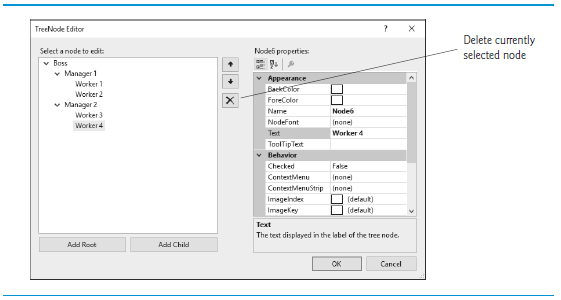 TreeNode Editor
Select a node to edit:
Boss
Manager 1
Worker 1
Worker 2
Manager 2
Worker 3
Worker 4
Add Root
Add Child
Node6 properties:
Appearance
BackColor
ForeColor
Name Node6
NodeFont (none)
Text Worker 4
ToolTipText
Behavior
Checked False
ContextMenu (none)
ContextMenuStrip (none)
ImageIndex (default)
ImageKey (default)
Text
The text displayed in the label of the tree node.
OK
Cancel
Delete currently
selected node